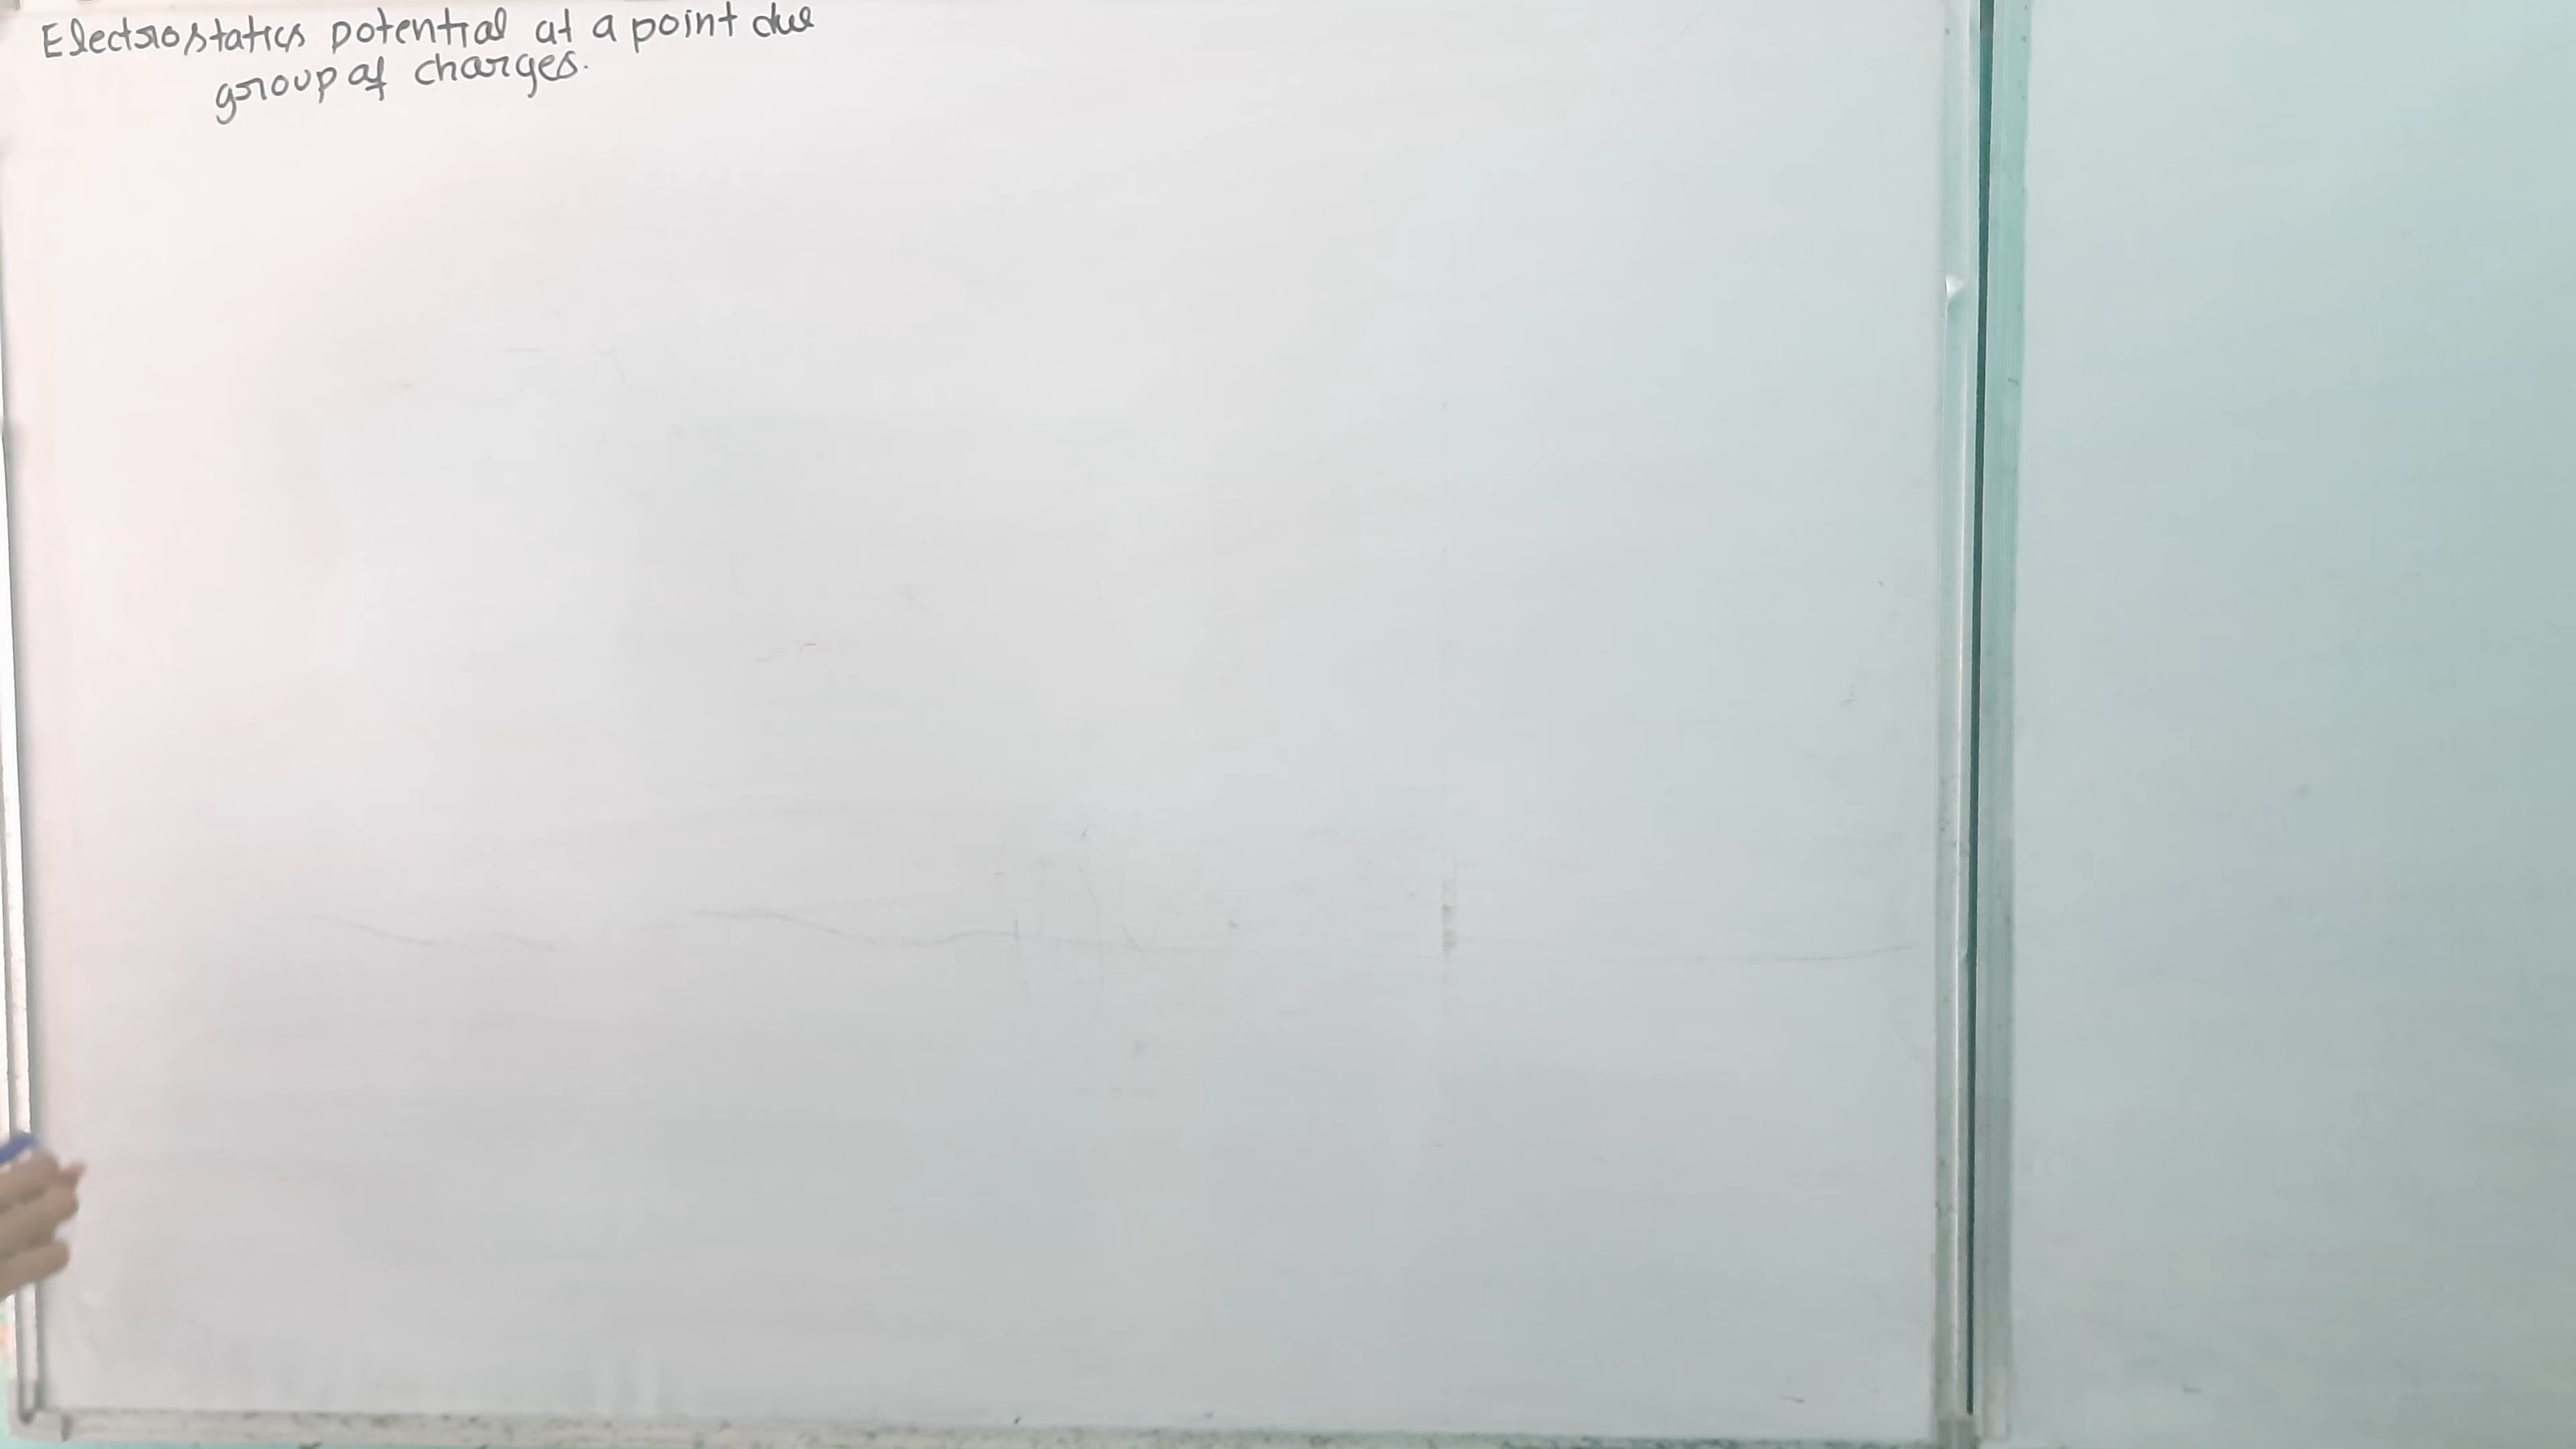 Electrostatics potential at a point due
group of charges.